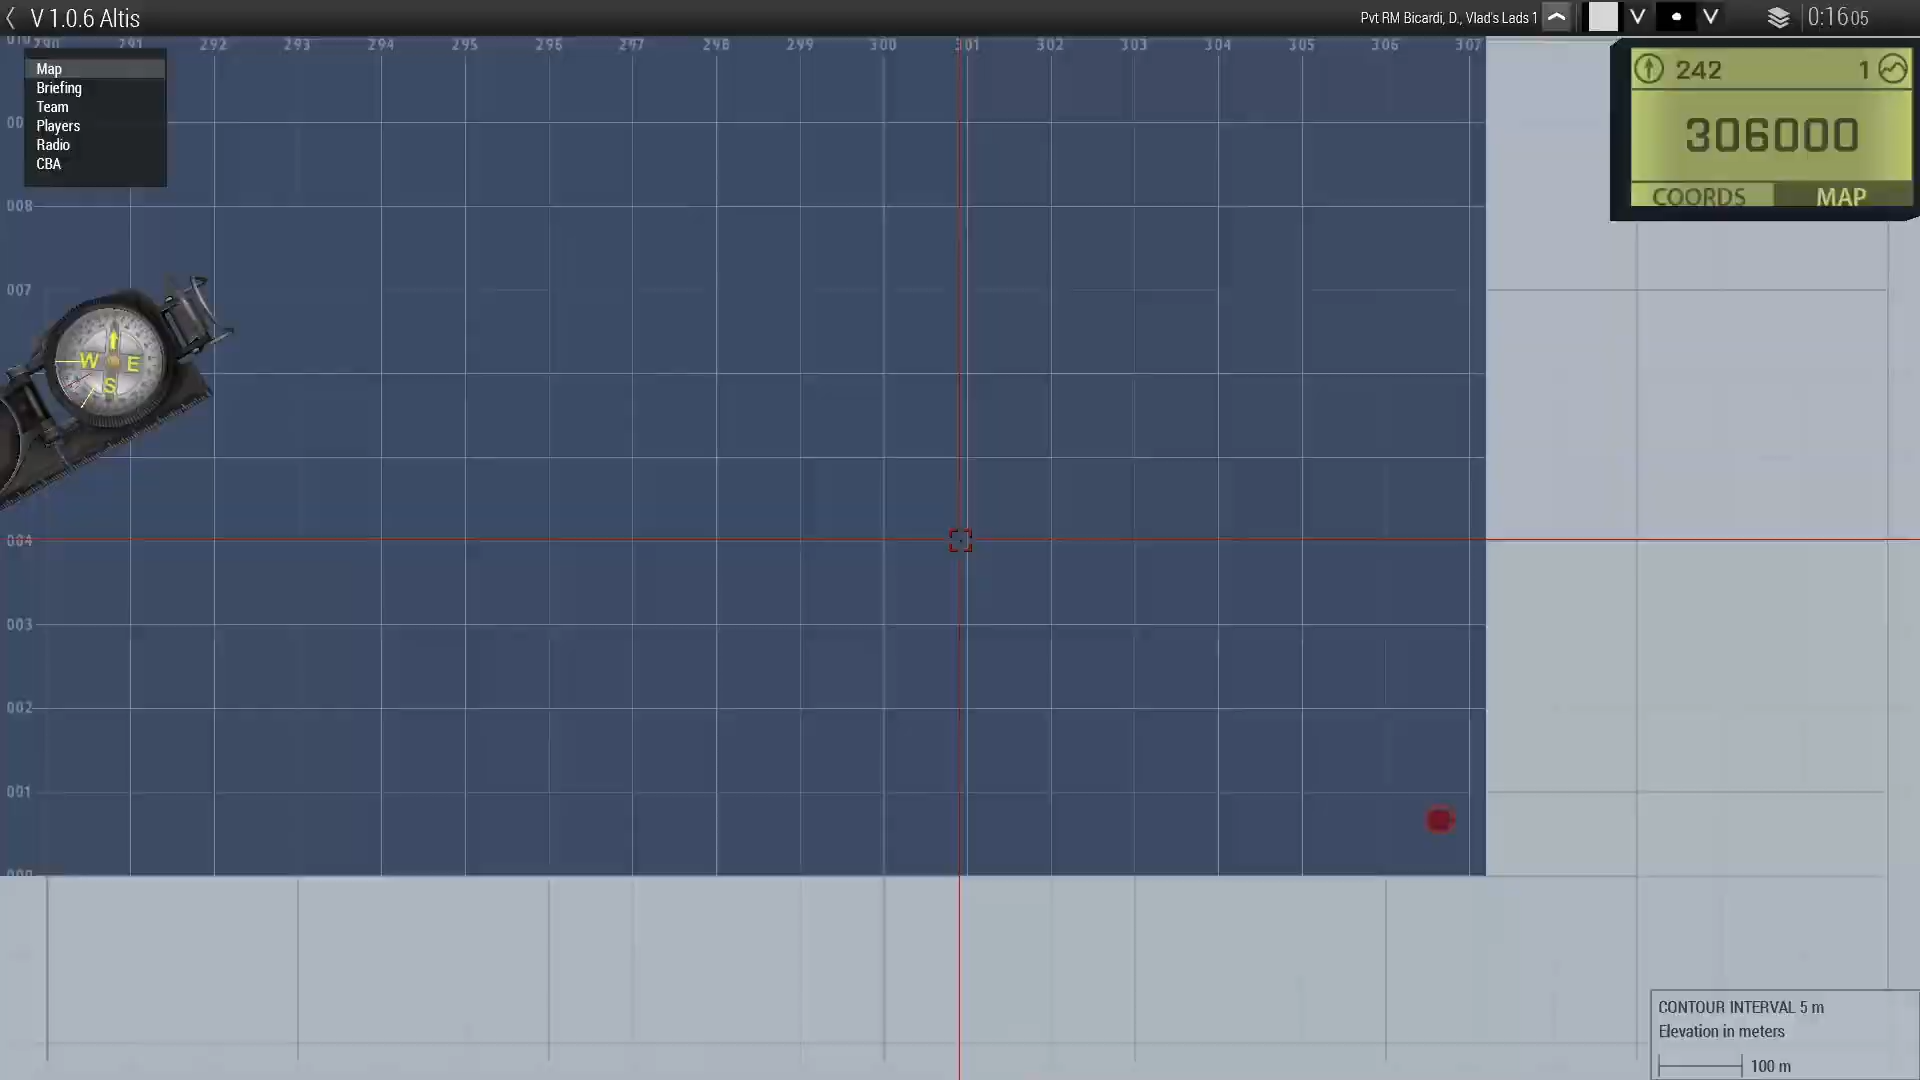 V 1.0.6 Altis
Pvt RM Bicardi, D., Vlad's Lads 1
0:16 05
291 292 293 294 295 296 297 298 299 300 301 302 303 304 305 306 307
Map
Briefing
Team
Players
Radio
CBA
242 1
306000
COORDS MAP
008
007
W E
S
004
003
002
001
CONTOUR INTERVAL 5 m
Elevation in meters
100 m